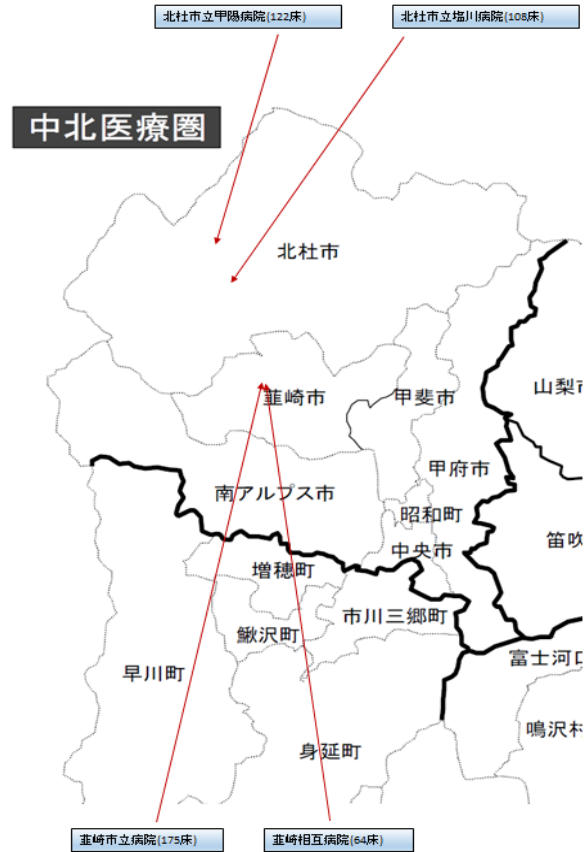 北杜市立甲陽病院(122床)
北杜市立塩川病院(108床)
中北医療圏
北杜市
山梨市
韮崎市
甲斐市
甲府市
南アルプス市
昭和町
笛吹
中央市
増穂町
市川三郷町
鰍沢町
早川町
富士河口
鳴沢村
身延町
韮崎市立病院(175床)
韮崎相互病院(64床)